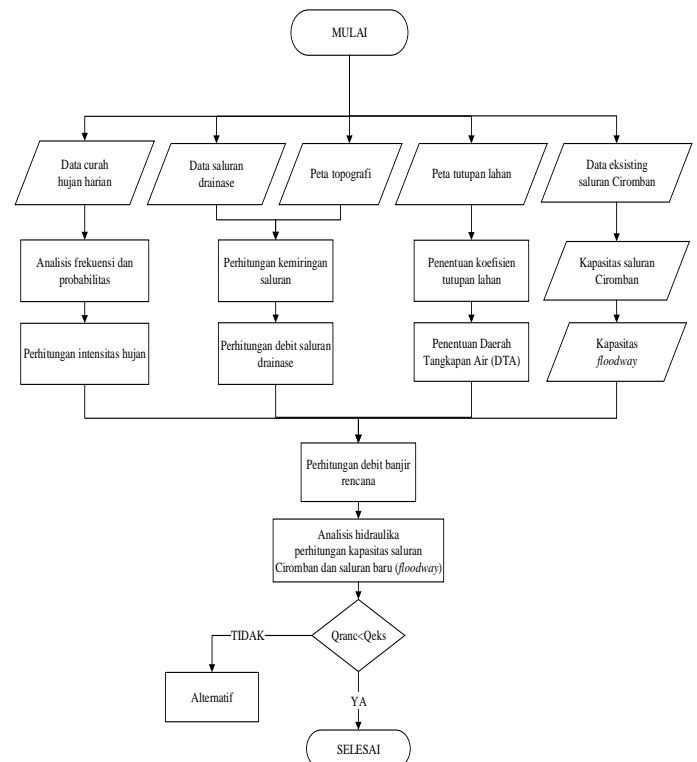 MULAI
Data curah
hujan harian
Data saluran
drainase
Peta topografi
Peta tutupan lahan
Data eksisting
saluran Ciromban
Analisis frekuensi dan
probabilitas
Perhitungan kemiringan
saluran
Penentuan koefisien
tutupan lahan
Kapasitas saluran
Ciromban
Perhitungan intensitas hujan
Perhitungan debit saluran
drainase
Penentuan Daerah
Tangkapan Air (DTA)
Kapasitas
floodway
Perhitungan debit banjir
rencana
Analisis hidraulika
perhitungan kapasitas saluran
Ciromban dan saluran baru (floodway)
TIDAK
Qranc<Qeks
Alternatif
YA
SELESAI